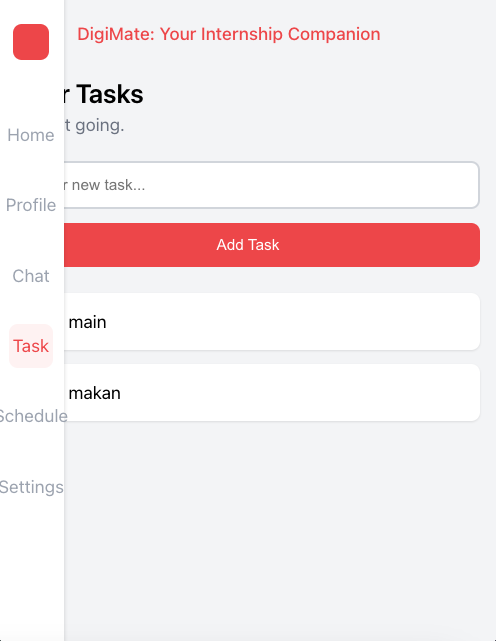 DigiMate: Your Internship Companion
r Tasks
t going.
Home
r new task...
Profile
Add Task
Chat
main
Task
makan
Schedule
Settings